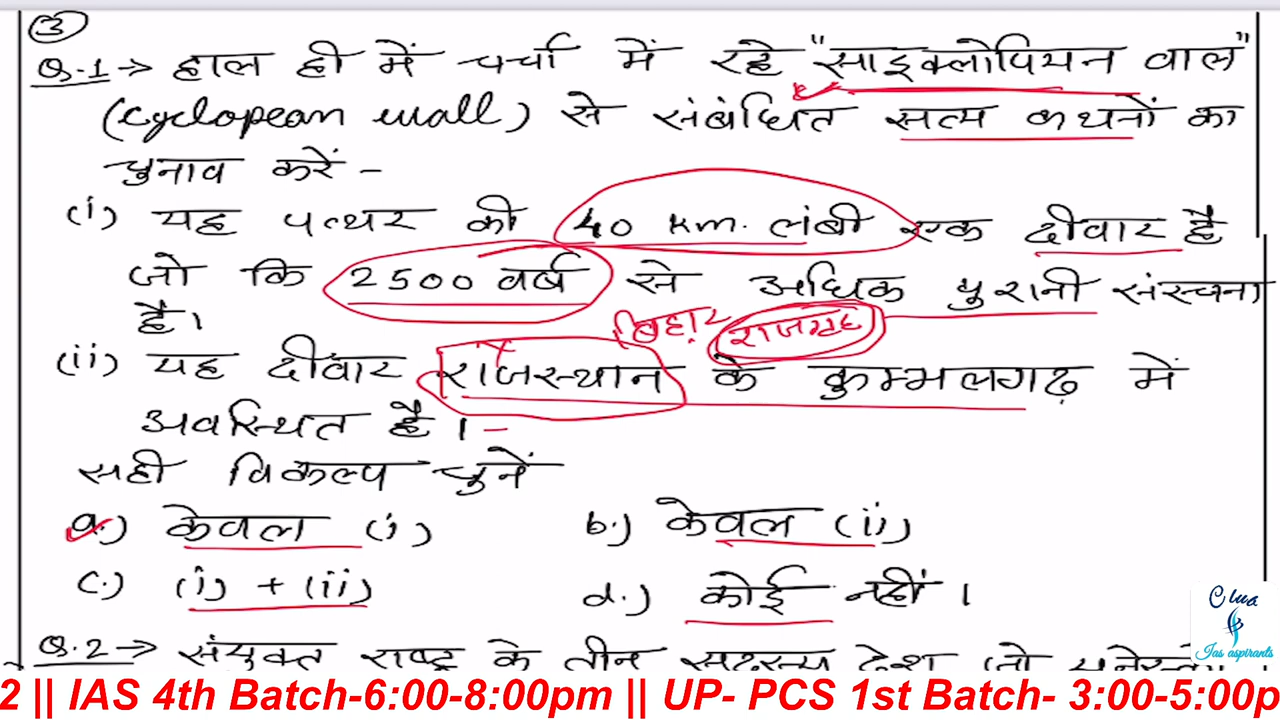 ③
Q.1→ हाल ही में चर्चा में रहे "साइक्लोपियन वाल"
(Cyclopean wall) से संबंधित सत्य कथनों का
चुनाव करें -
(i) यह पत्थर की 40 Km. लंबी एक दीवार है
जो कि 2500 वर्ष से अधिक पुरानी संरचना
है।
बिहार राजगृह
(ii) यह दीवार राजस्थान के कुम्भलगढ़ में
अवस्थित है।
सही विकल्प चुनें
a.) केवल (i) b.) केवल (ii)
c.) (i) + (ii) d.) कोई नहीं।
Q.2→ संयुक्त राष्ट्र के तीन सदस्य देश जो
Clue
Ias aspirants
2 || IAS 4th Batch-6:00-8:00pm || UP- PCS 1st Batch- 3:00-5:00p